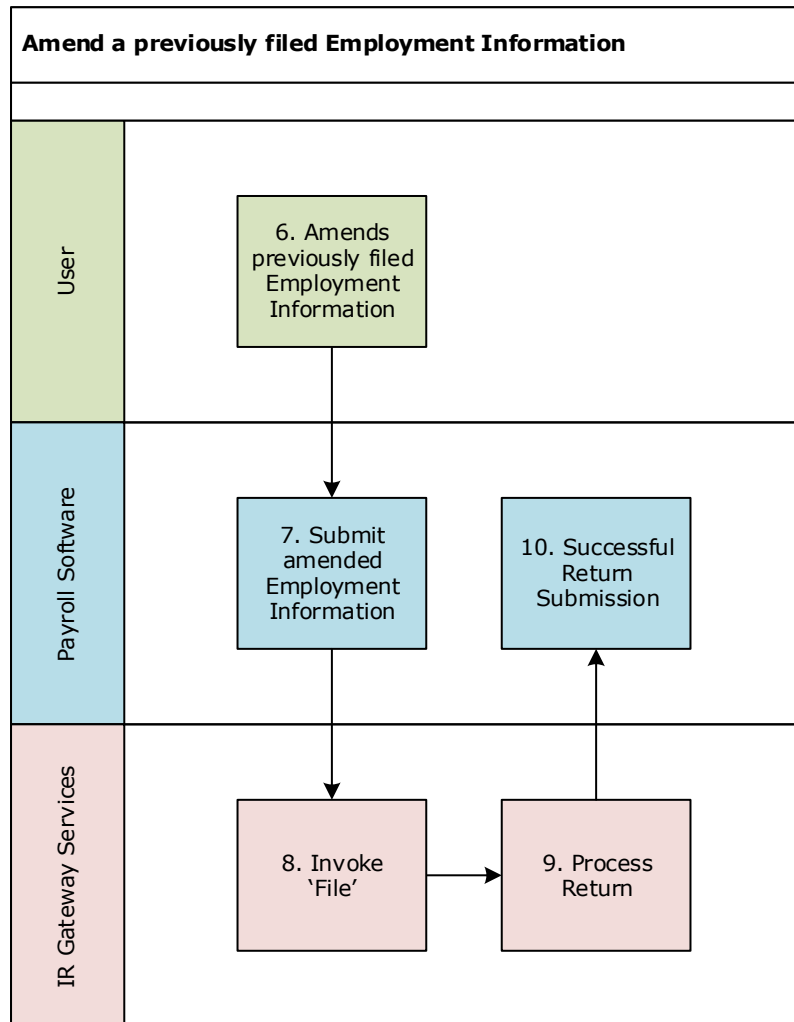 Amend a previously filed Employment Information
User
6. Amends
previously filed
Employment
Information
Payroll Software
7. Submit
amended
Employment
Information
10. Successful
Return
Submission
IR Gateway Services
8. Invoke
‘File’
9. Process
Return